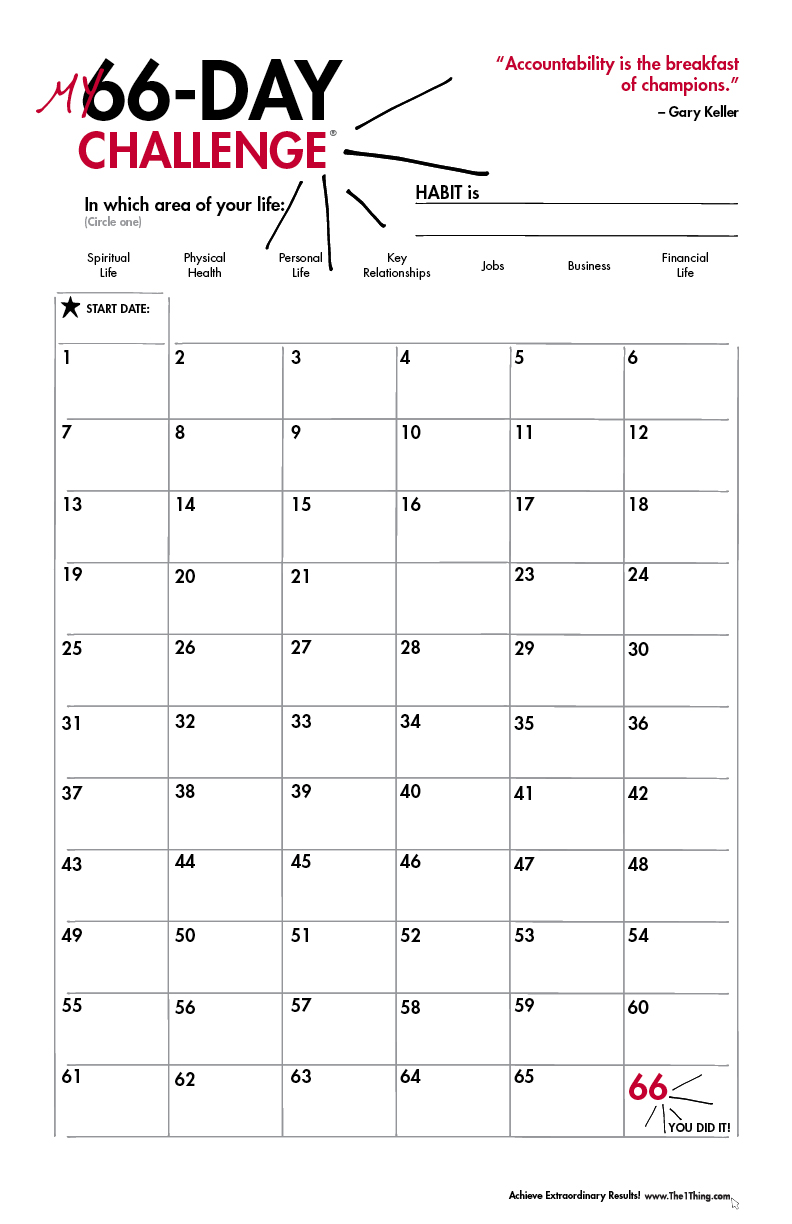 MY 66-DAY
CHALLENGE®
“Accountability is the breakfast
of champions.”
– Gary Keller
In which area of your life:
(Circle one)
HABIT is
Spiritual Life
Physical Health
Personal Life
Key Relationships
Jobs
Business
Financial Life
START DATE:
1 2 3 4 5 6
7 8 9 10 11 12
13 14 15 16 17 18
19 20 21 23 24
25 26 27 28 29 30
31 32 33 34 35 36
37 38 39 40 41 42
43 44 45 46 47 48
49 50 51 52 53 54
55 56 57 58 59 60
61 62 63 64 65 66
YOU DID IT!
Achieve Extraordinary Results! www.The1Thing.com